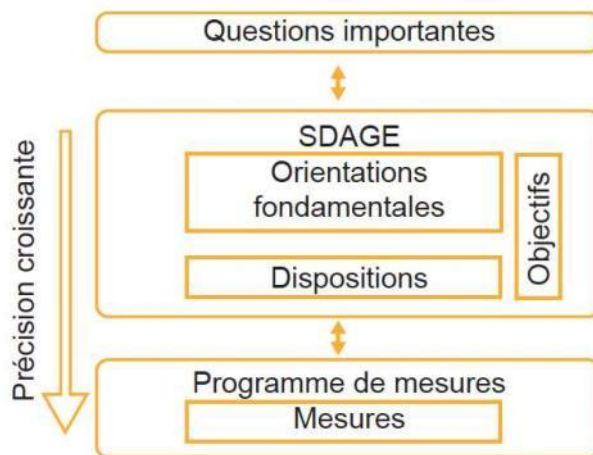 Questions importantes
SDAGE
Orientations
fondamentales
Dispositions
Objectifs
Précision croissante
Programme de mesures
Mesures